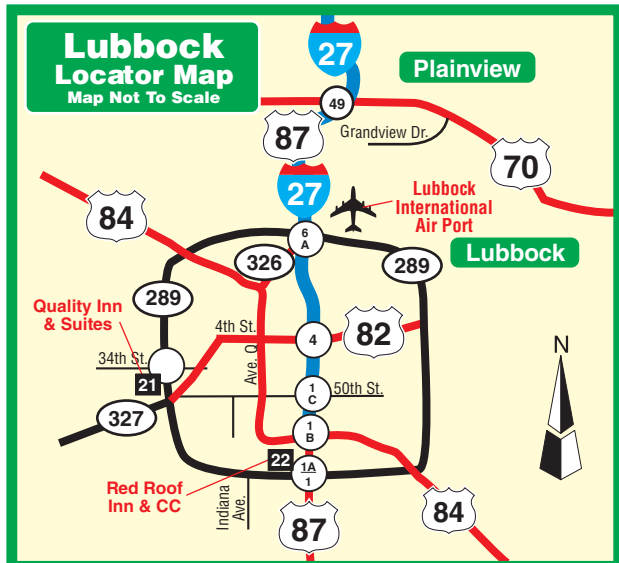 Lubbock
Locator Map
Map Not To Scale
27
Plainview
49
87
Grandview Dr.
70
27
Lubbock
International
Air Port
84
6
A
326
289
Lubbock
289
Quality Inn
& Suites
4th St.
4
82
34th St.
Ave. Q
21
1
C
50th St.
N
327
1
B
22
1A
1
Red Roof
Inn & CC
Indiana
Ave.
87
84